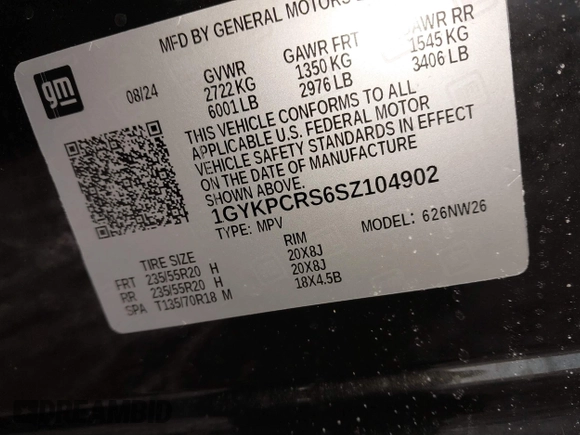 MFD BY GENERAL MOTORS
gm
08/24
GVWR
2722 KG
6001 LB
GAWR FRT
1350 KG
2976 LB
GAWR RR
1545 KG
3406 LB
THIS VEHICLE CONFORMS TO ALL
APPLICABLE U.S. FEDERAL MOTOR
VEHICLE SAFETY STANDARDS IN EFFECT
ON THE DATE OF MANUFACTURE
SHOWN ABOVE.
1GYKPCRS6SZ104902
TYPE: MPV
MODEL: 626NW26
TIRE SIZE RIM
FRT 235/55R20 H 20X8J
RR 235/55R20 H 20X8J
SPA T135/70R18 M 18X4.5B
DREAMBID